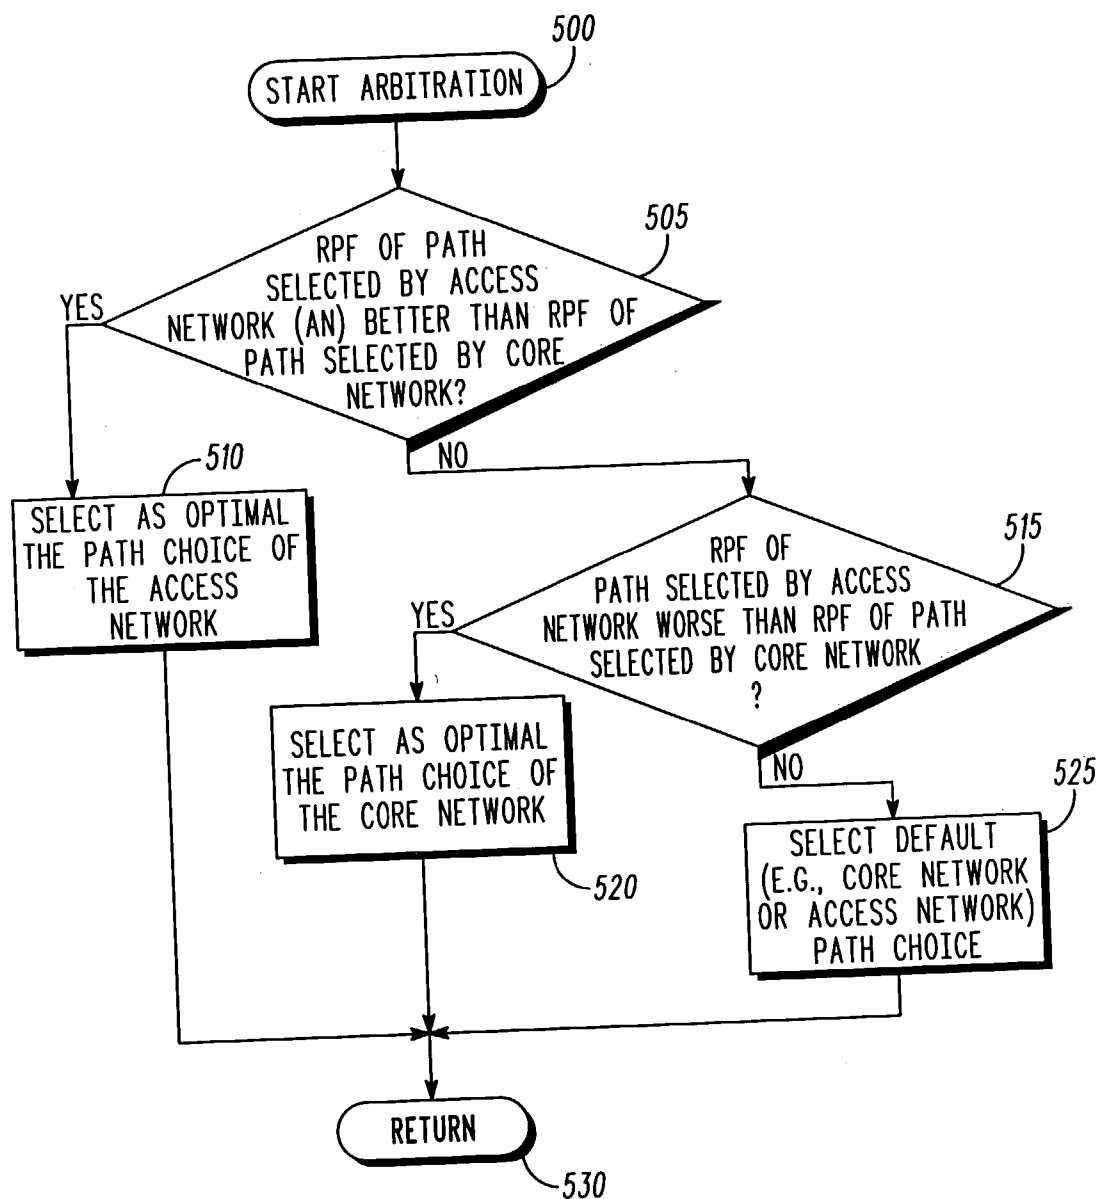 500
START ARBITRATION
505
RPF OF PATH
SELECTED BY ACCESS
NETWORK (AN) BETTER THAN RPF OF
PATH SELECTED BY CORE
NETWORK?
YES
NO
510
SELECT AS OPTIMAL
THE PATH CHOICE OF
THE ACCESS
NETWORK
515
RPF OF
PATH SELECTED BY ACCESS
NETWORK WORSE THAN RPF OF PATH
SELECTED BY CORE NETWORK
?
YES
NO
SELECT AS OPTIMAL
THE PATH CHOICE OF
THE CORE NETWORK
520
525
SELECT DEFAULT
(E.G., CORE NETWORK
OR ACCESS NETWORK)
PATH CHOICE
RETURN
530